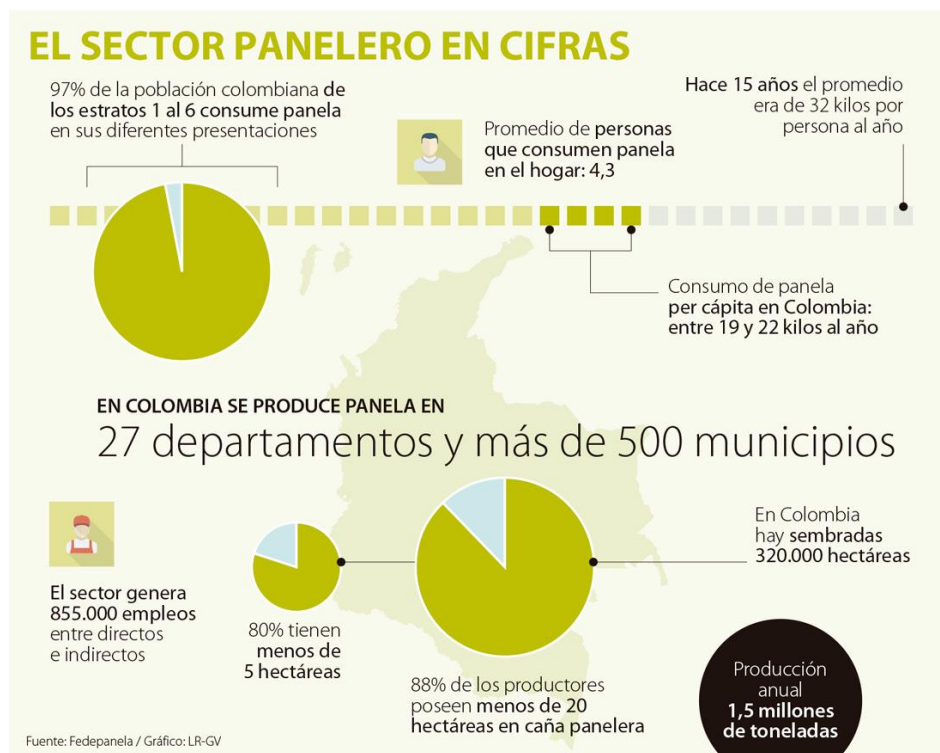 EL SECTOR PANELERO EN CIFRAS
97% de la población colombiana de
los estratos 1 al 6 consume panela
en sus diferentes presentaciones
Promedio de personas
que consumen panela
en el hogar: 4,3
Hace 15 años el promedio
era de 32 kilos por
persona al año
Consumo de panela
per cápita en Colombia:
entre 19 y 22 kilos al año
EN COLOMBIA SE PRODUCE PANELA EN
27 departamentos y más de 500 municipios
El sector genera
855.000 empleos
entre directos
e indirectos
80% tienen
menos de
5 hectáreas
88% de los productores
poseen menos de 20
hectáreas en caña panelera
En Colombia
hay sembradas
320.000 hectáreas
Producción
anual
1,5 millones
de toneladas
Fuente: Fedepanela / Gráfico: LR-GV